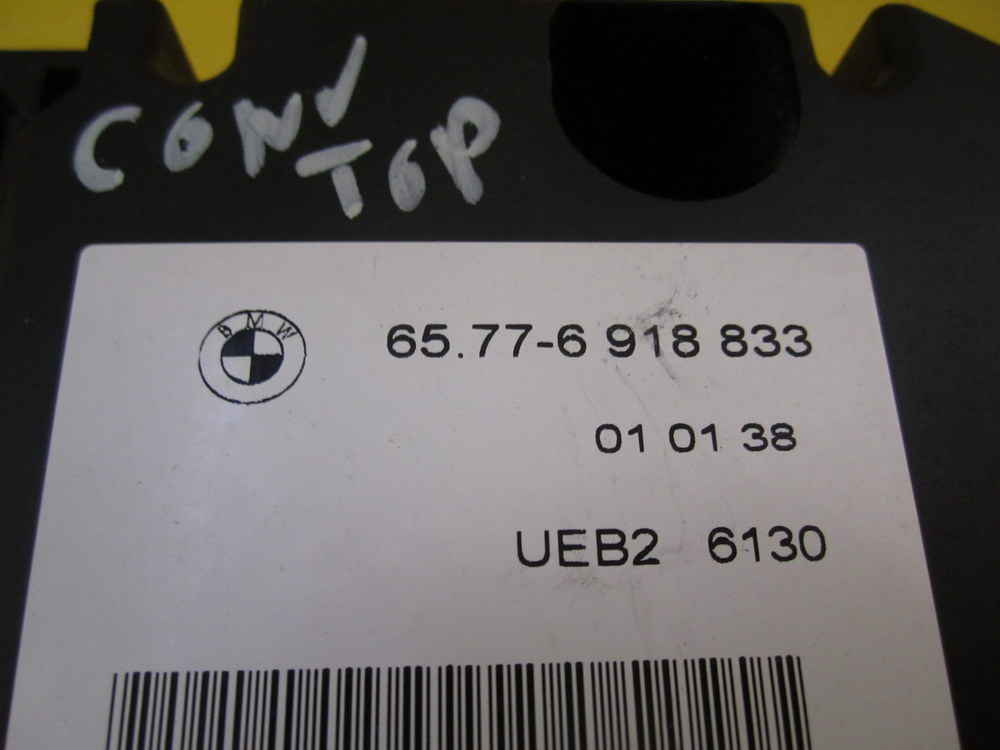 CONV
TOP
BMW
65.77-6 918 833
01 01 38
UEB2 6130